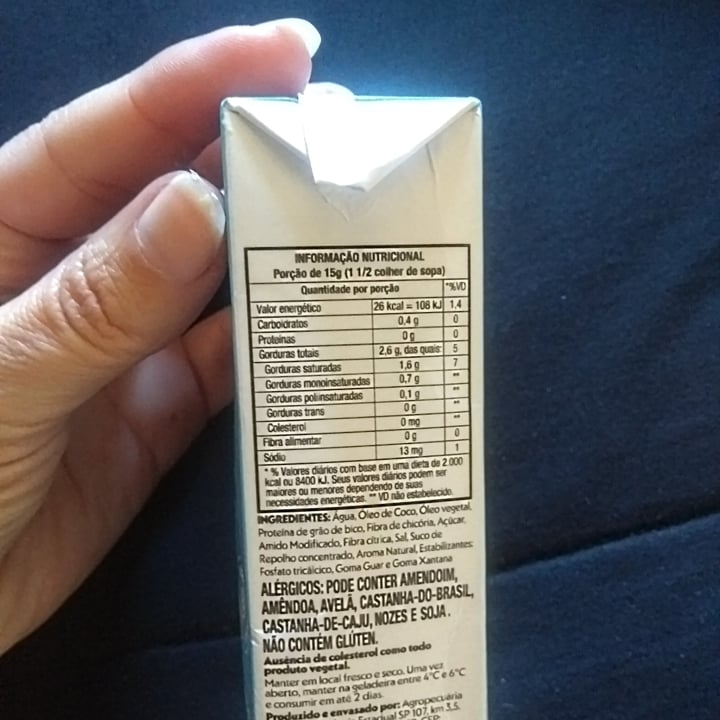 INFORMAÇÃO NUTRICIONAL
Porção de 15g (1 1/2 colher de sopa)
Quantidade por porção *%VD
Valor energético 26 kcal = 108 kJ 1,4
Carboidratos 0,4 g 0
Proteínas 0 g 0
Gorduras totais 2,6 g, das quais: 5
Gorduras saturadas 1,6 g 7
Gorduras monoinsaturadas 0,7 g **
Gorduras poliinsaturadas 0,1 g **
Gorduras trans 0 g **
Colesterol 0 mg
Fibra alimentar 0 g 0
Sódio 13 mg 1
* % Valores diários com base em uma dieta de 2.000
kcal ou 8400 kJ. Seus valores diários podem ser
maiores ou menores dependendo de suas
necessidades energéticas. ** VD não estabelecido.
INGREDIENTES: Água, Óleo de Coco, Óleo vegetal,
Proteína de grão de bico, Fibra de chicória, Açúcar,
Amido Modificado, Fibra cítrica, Sal, Suco de
Repolho concentrado, Aroma Natural, Estabilizantes:
Fosfato tricálcico, Goma Guar e Goma Xantana
ALÉRGICOS: PODE CONTER AMENDOIM,
AMÊNDOA, AVELÃ, CASTANHA-DO-BRASIL,
CASTANHA-DE-CAJU, NOZES E SOJA.
NÃO CONTÉM GLÚTEN.
Ausência de colesterol como todo
produto vegetal.
Manter em local fresco e seco. Uma vez
aberto, manter na geladeira entre 4°C e 6°C
e consumir em até 2 dias.
Produzido e envasado por: Agropecuária
Estadual SP 107, km 3,5.
CEP